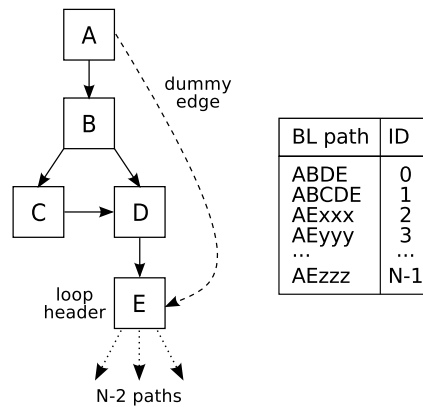 A
dummy
edge
B
C
D
loop
header
E
N-2 paths
BL path ID
ABDE 0
ABCDE 1
AExxx 2
AEyyy 3
... ...
AEzzz N-1